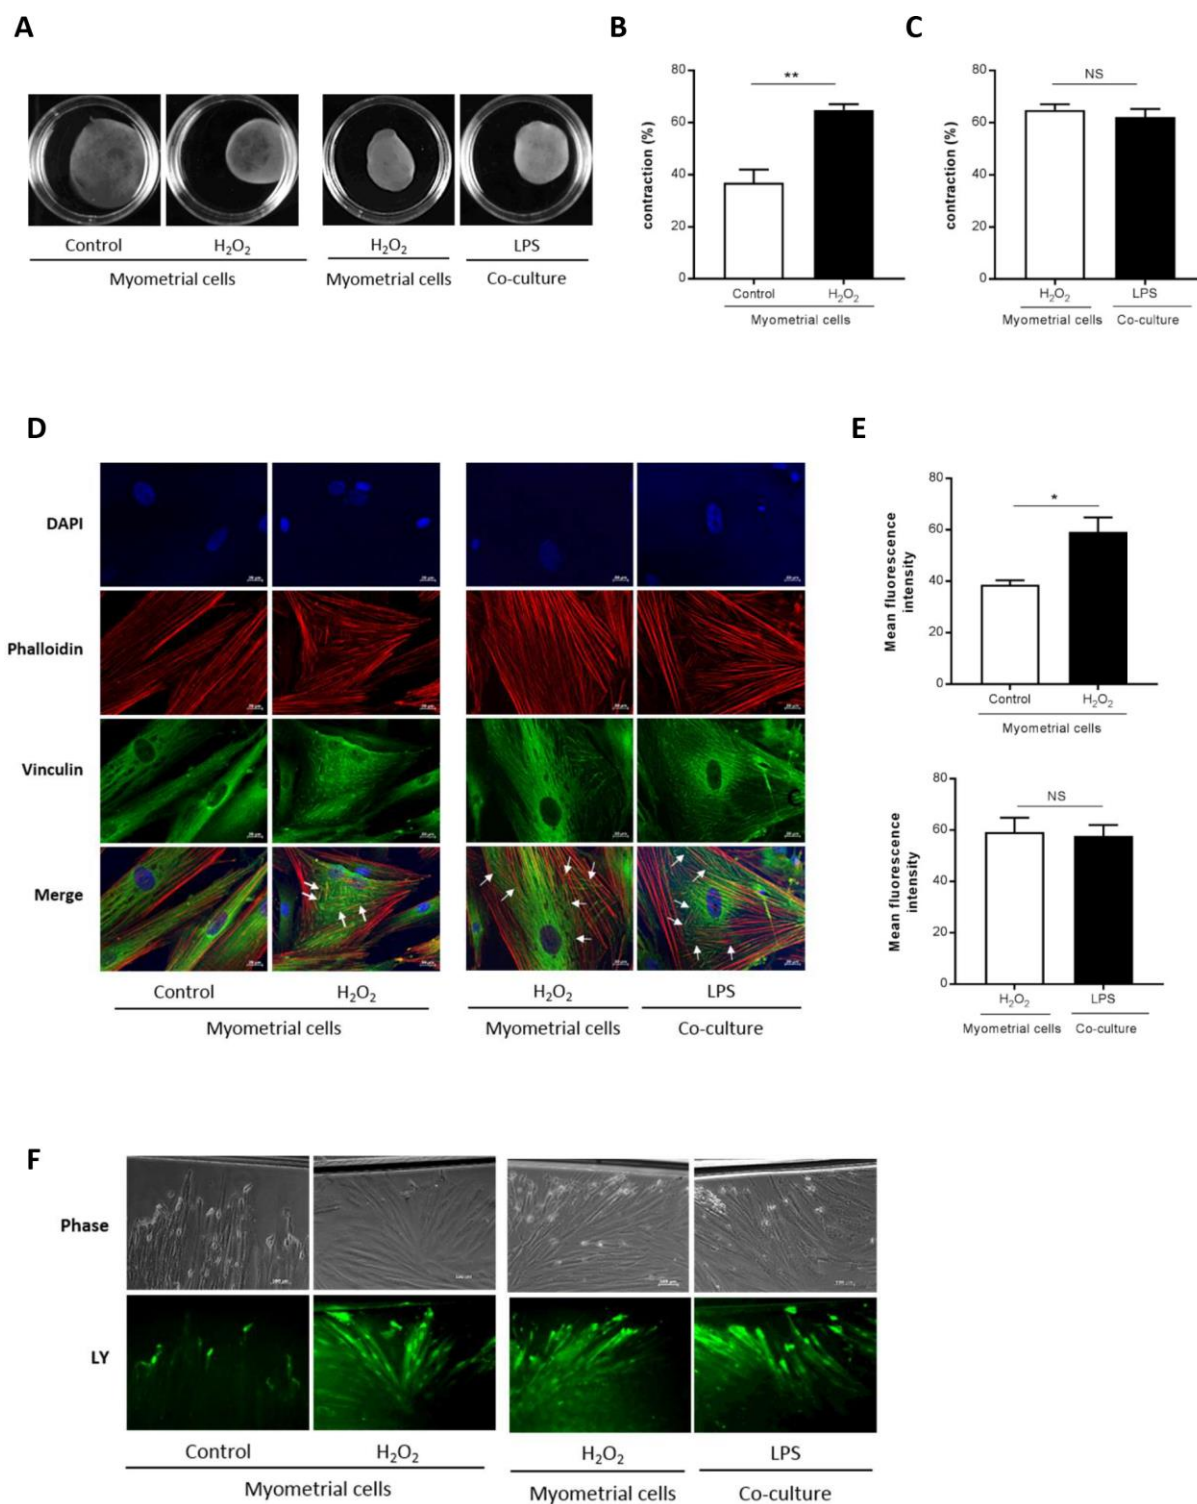 A
Control
H₂O₂
H₂O₂
LPS
Myometrial cells
Myometrial cells
Co-culture
B
contraction (%)
80
60
40
20
0
**
Control
H₂O₂
Myometrial cells
C
contraction (%)
80
60
40
20
0
NS
H₂O₂
LPS
Myometrial cells
Co-culture
D
DAPI
Phalloidin
Vinculin
C
Merge
Control
H₂O₂
H₂O₂
LPS
Myometrial cells
Myometrial cells
Co-culture
E
Mean fluorescence
intensity
80
60
40
20
0
*
Control
H₂O₂
Myometrial cells
Mean fluorescence
intensity
80
60
40
20
0
NS
H₂O₂
LPS
Myometrial cells
Co-culture
F
Phase
LY
Control
H₂O₂
H₂O₂
LPS
Myometrial cells
Myometrial cells
Co-culture